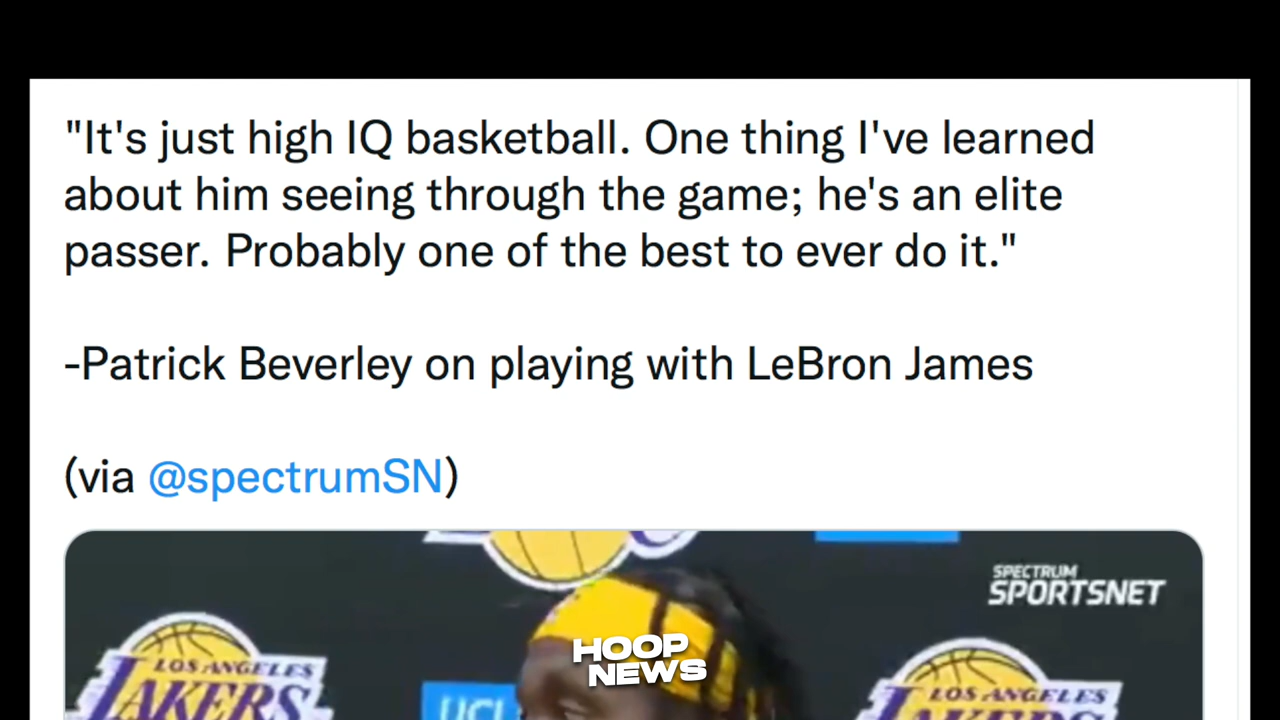 "It's just high IQ basketball. One thing I've learned
about him seeing through the game; he's an elite
passer. Probably one of the best to ever do it."
-Patrick Beverley on playing with LeBron James
(via @spectrumSN)
SPECTRUM
SPORTSNET
HOOP
NEWS
LOS ANGELES
LAKERS
UCL
LOS ANGELES
LAKERS